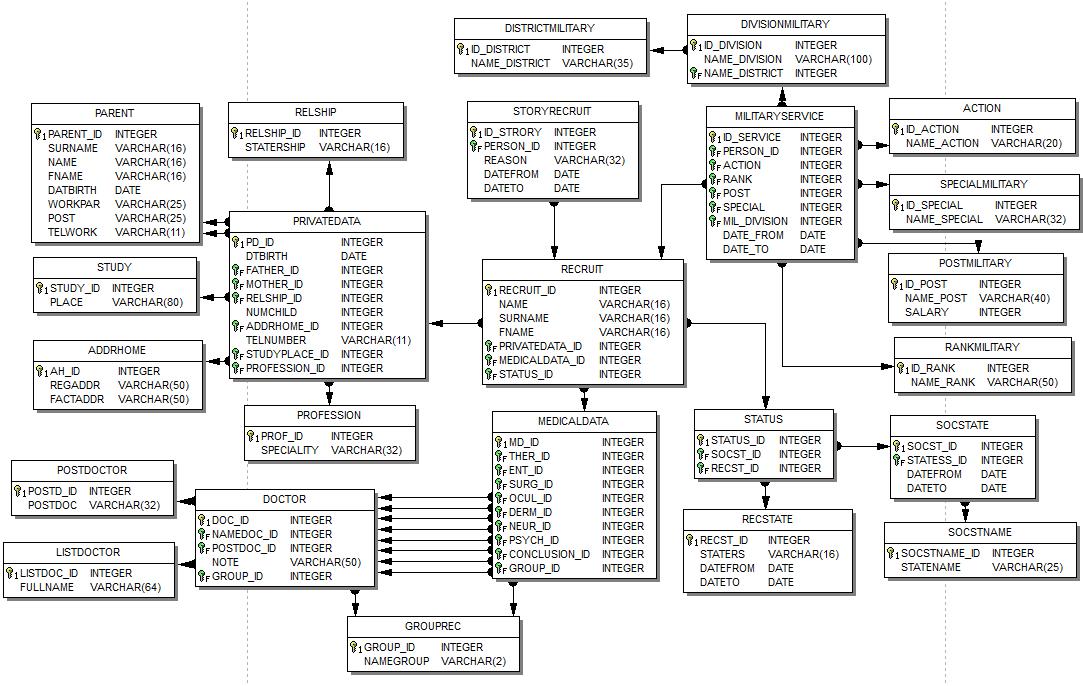 DISTRICTMILITARY
ID_DISTRICT INTEGER
NAME_DISTRICT VARCHAR(35)
DIVISIONMILITARY
ID_DIVISION INTEGER
NAME_DIVISION VARCHAR(100)
NAME_DISTRICT INTEGER
PARENT
PARENT_ID INTEGER
SURNAME VARCHAR(16)
NAME VARCHAR(16)
FNAME VARCHAR(16)
DATBIRTH DATE
WORKPAR VARCHAR(25)
POST VARCHAR(25)
TELWORK VARCHAR(11)
RELSHIP
RELSHIP_ID INTEGER
STATERSHIP VARCHAR(16)
STORYRECRUIT
ID_STRORY INTEGER
PERSON_ID INTEGER
REASON VARCHAR(32)
DATEFROM DATE
DATETO DATE
MILITARYSERVICE
ID_SERVICE INTEGER
PERSON_ID INTEGER
ACTION INTEGER
RANK INTEGER
POST INTEGER
SPECIAL INTEGER
MIL_DIVISION INTEGER
DATE_FROM DATE
DATE_TO DATE
ACTION
ID_ACTION INTEGER
NAME_ACTION VARCHAR(20)
SPECIALMILITARY
ID_SPECIAL INTEGER
NAME_SPECIAL VARCHAR(32)
PRIVATEDATA
PD_ID INTEGER
DTBIRTH DATE
FATHER_ID INTEGER
MOTHER_ID INTEGER
RELSHIP_ID INTEGER
NUMCHILD INTEGER
ADDRHOME_ID INTEGER
TELNUMBER VARCHAR(11)
STUDYPLACE_ID INTEGER
PROFESSION_ID INTEGER
STUDY
STUDY_ID INTEGER
PLACE VARCHAR(80)
RECRUIT
RECRUIT_ID INTEGER
NAME VARCHAR(16)
SURNAME VARCHAR(16)
FNAME VARCHAR(16)
PRIVATEDATA_ID INTEGER
MEDICALDATA_ID INTEGER
STATUS_ID INTEGER
POSTMILITARY
ID_POST INTEGER
NAME_POST VARCHAR(40)
SALARY INTEGER
ADDRHOME
AH_ID INTEGER
REGADDR VARCHAR(50)
FACTADDR VARCHAR(50)
RANKMILITARY
ID_RANK INTEGER
NAME_RANK VARCHAR(50)
PROFESSION
PROF_ID INTEGER
SPECIALITY VARCHAR(32)
MEDICALDATA
MD_ID INTEGER
THER_ID INTEGER
ENT_ID INTEGER
SURG_ID INTEGER
OCUL_ID INTEGER
DERM_ID INTEGER
NEUR_ID INTEGER
PSYCH_ID INTEGER
CONCLUSION_ID INTEGER
GROUP_ID INTEGER
STATUS
STATUS_ID INTEGER
SOCST_ID INTEGER
RECST_ID INTEGER
SOCSTATE
SOCST_ID INTEGER
STATESS_ID INTEGER
DATEFROM DATE
DATETO DATE
POSTDOCTOR
POSTD_ID INTEGER
POSTDOC VARCHAR(32)
DOCTOR
DOC_ID INTEGER
NAMEDOC_ID INTEGER
POSTDOC_ID INTEGER
NOTE VARCHAR(50)
GROUP_ID INTEGER
RECSTATE
RECST_ID INTEGER
STATERS VARCHAR(16)
DATEFROM DATE
DATETO DATE
SOCSTNAME
SOCSTNAME_ID INTEGER
STATENAME VARCHAR(25)
LISTDOCTOR
LISTDOC_ID INTEGER
FULLNAME VARCHAR(64)
GROUPREC
GROUP_ID INTEGER
NAMEGROUP VARCHAR(2)